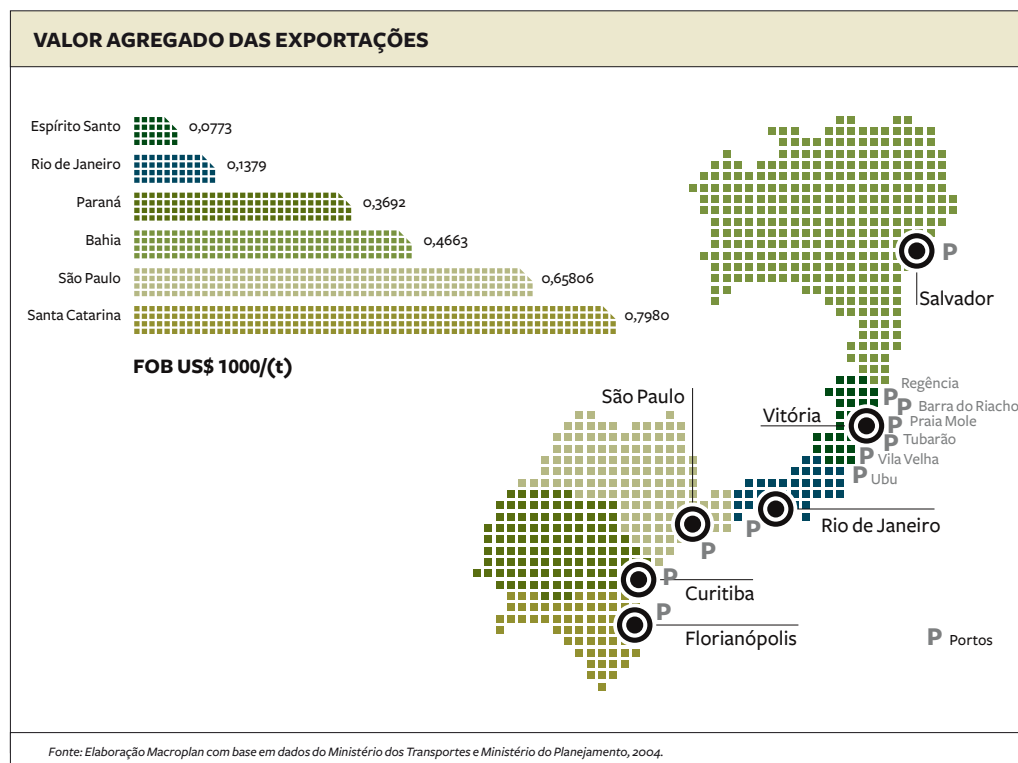 VALOR AGREGADO DAS EXPORTAÇÕES
Espírito Santo 0,0773
Rio de Janeiro 0,1379
Paraná 0,3692
Bahia 0,4663
São Paulo 0,65806
Santa Catarina 0,7980
FOB US$ 1000/(t)
P
Salvador
São Paulo
Vitória
P Regência
P Barra do Riacho
P Praia Mole
P Tubarão
P Vila Velha
P Ubu
P
Rio de Janeiro
P
P
Curitiba
P
Florianópolis
P Portos
Fonte: Elaboração Macroplan com base em dados do Ministério dos Transportes e Ministério do Planejamento, 2004.